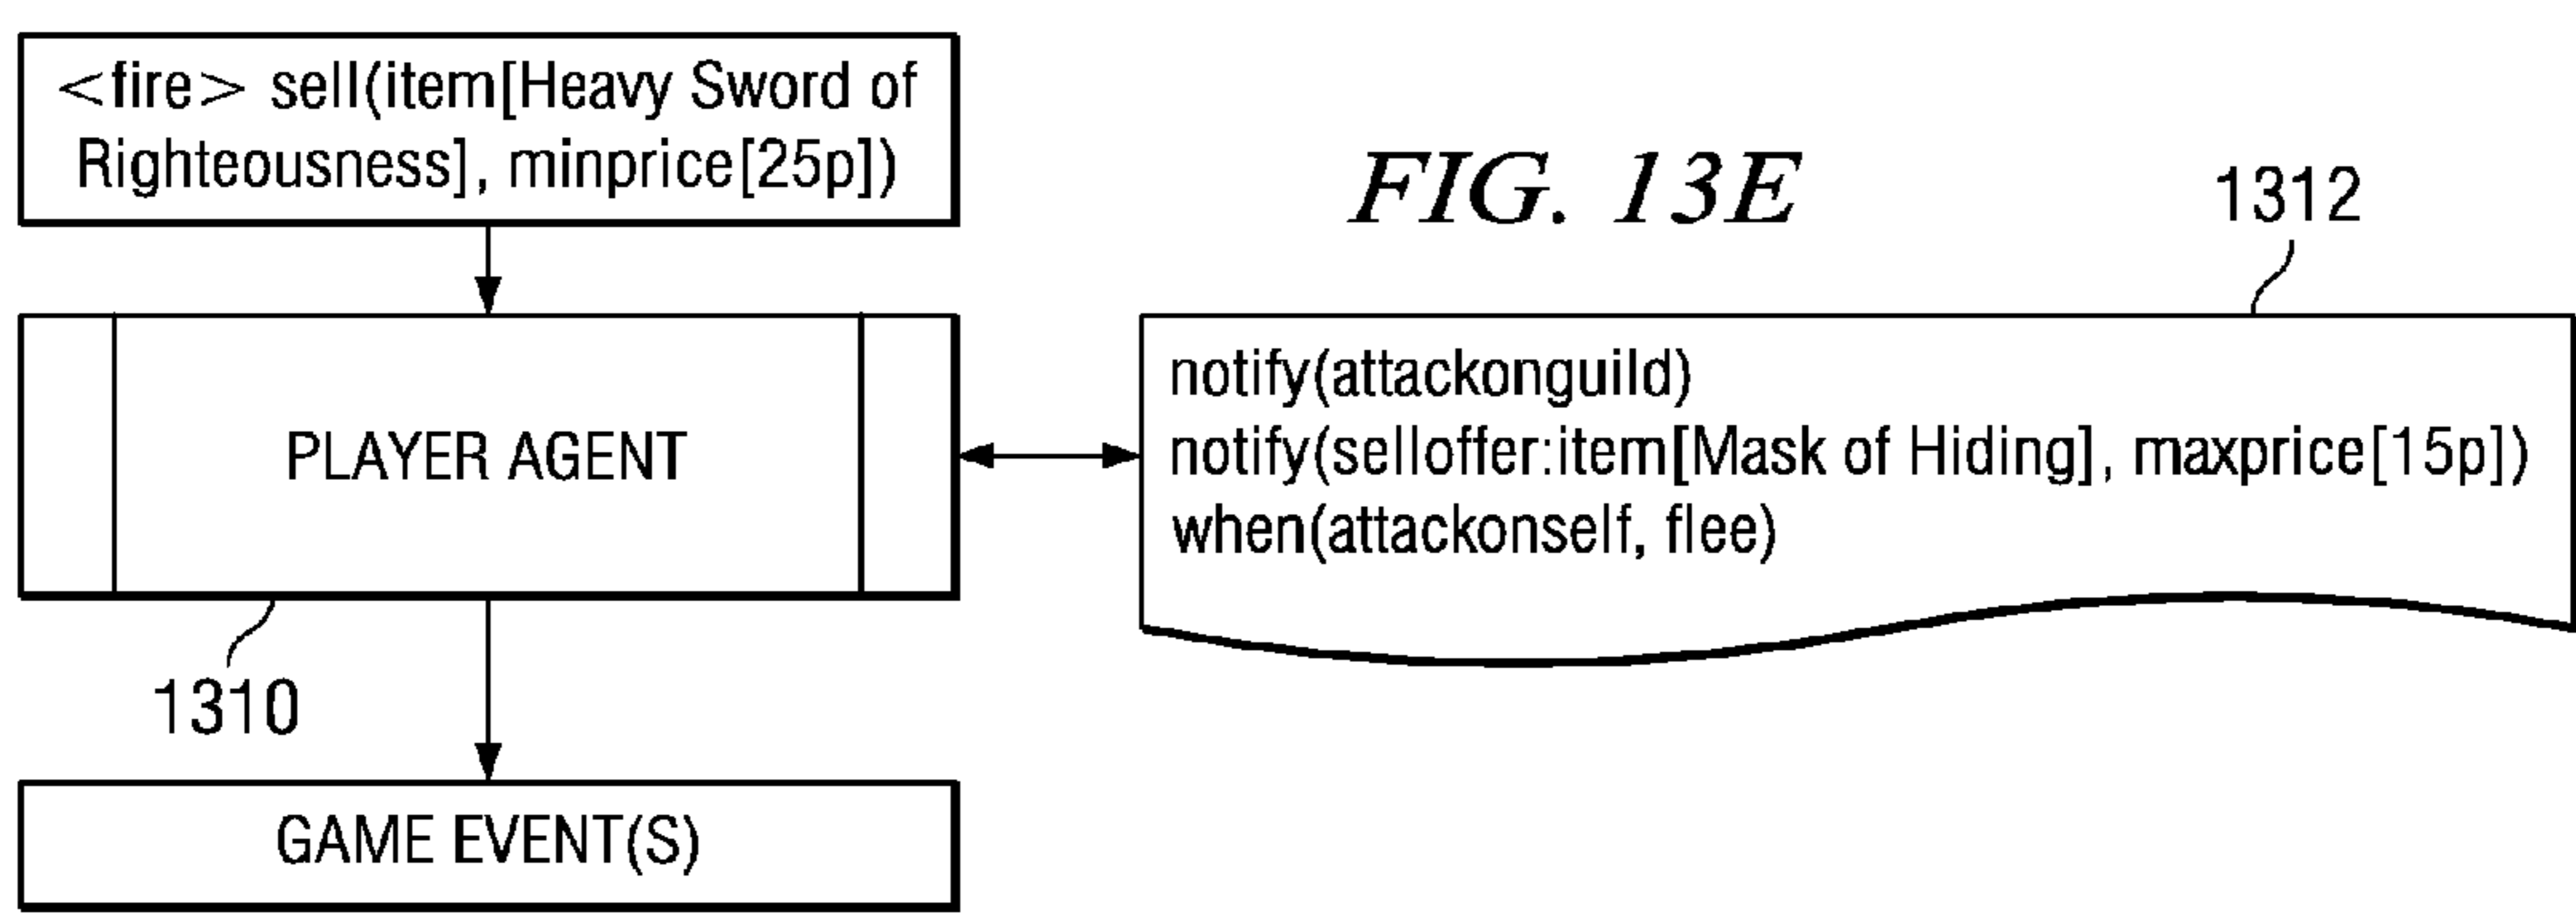 <fire> sell(item[Heavy Sword of
Righteousness], minprice[25p])
FIG. 13E
1312
PLAYER AGENT
notify(attackonguild)
notify(selloffer:item[Mask of Hiding], maxprice[15p])
when(attackonself, flee)
1310
GAME EVENT(S)